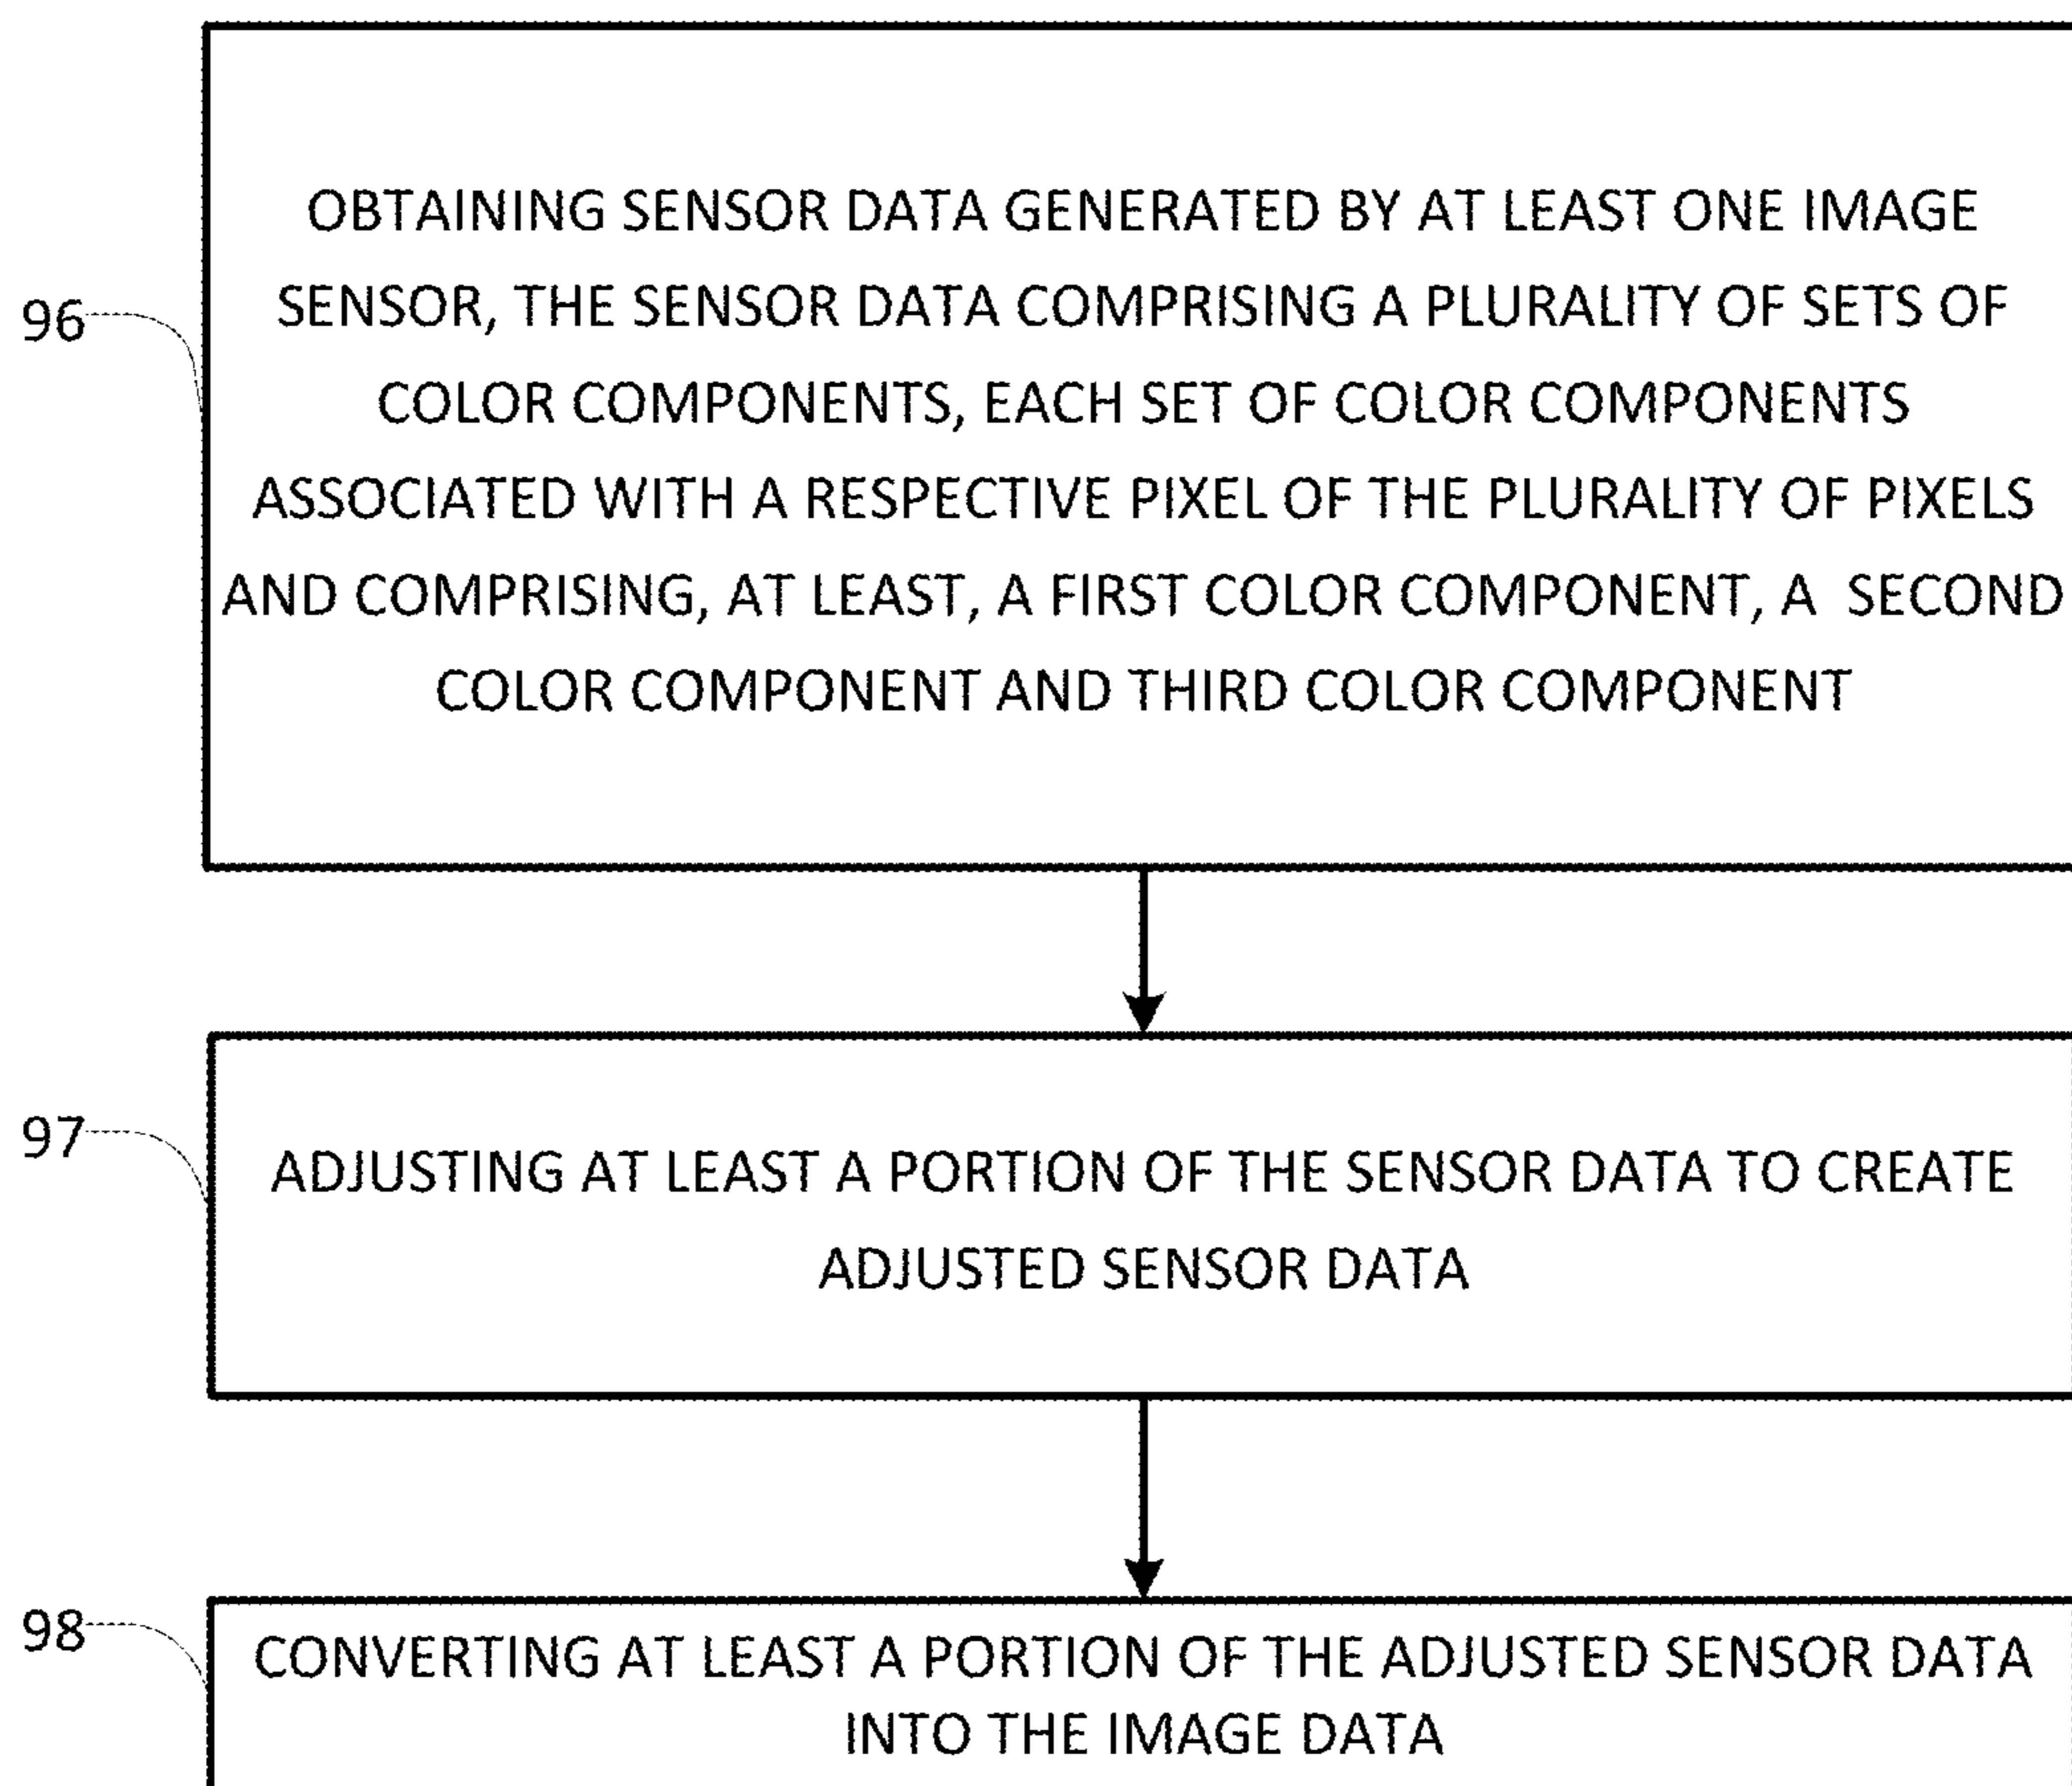 OBTAINING SENSOR DATA GENERATED BY AT LEAST ONE IMAGE
SENSOR, THE SENSOR DATA COMPRISING A PLURALITY OF SETS OF
96
COLOR COMPONENTS, EACH SET OF COLOR COMPONENTS
ASSOCIATED WITH A RESPECTIVE PIXEL OF THE PLURALITY OF PIXELS
AND COMPRISING, AT LEAST, A FIRST COLOR COMPONENT, A SECOND
COLOR COMPONENT AND THIRD COLOR COMPONENT
97
ADJUSTING AT LEAST A PORTION OF THE SENSOR DATA TO CREATE
ADJUSTED SENSOR DATA
98
CONVERTING AT LEAST A PORTION OF THE ADJUSTED SENSOR DATA
INTO THE IMAGE DATA